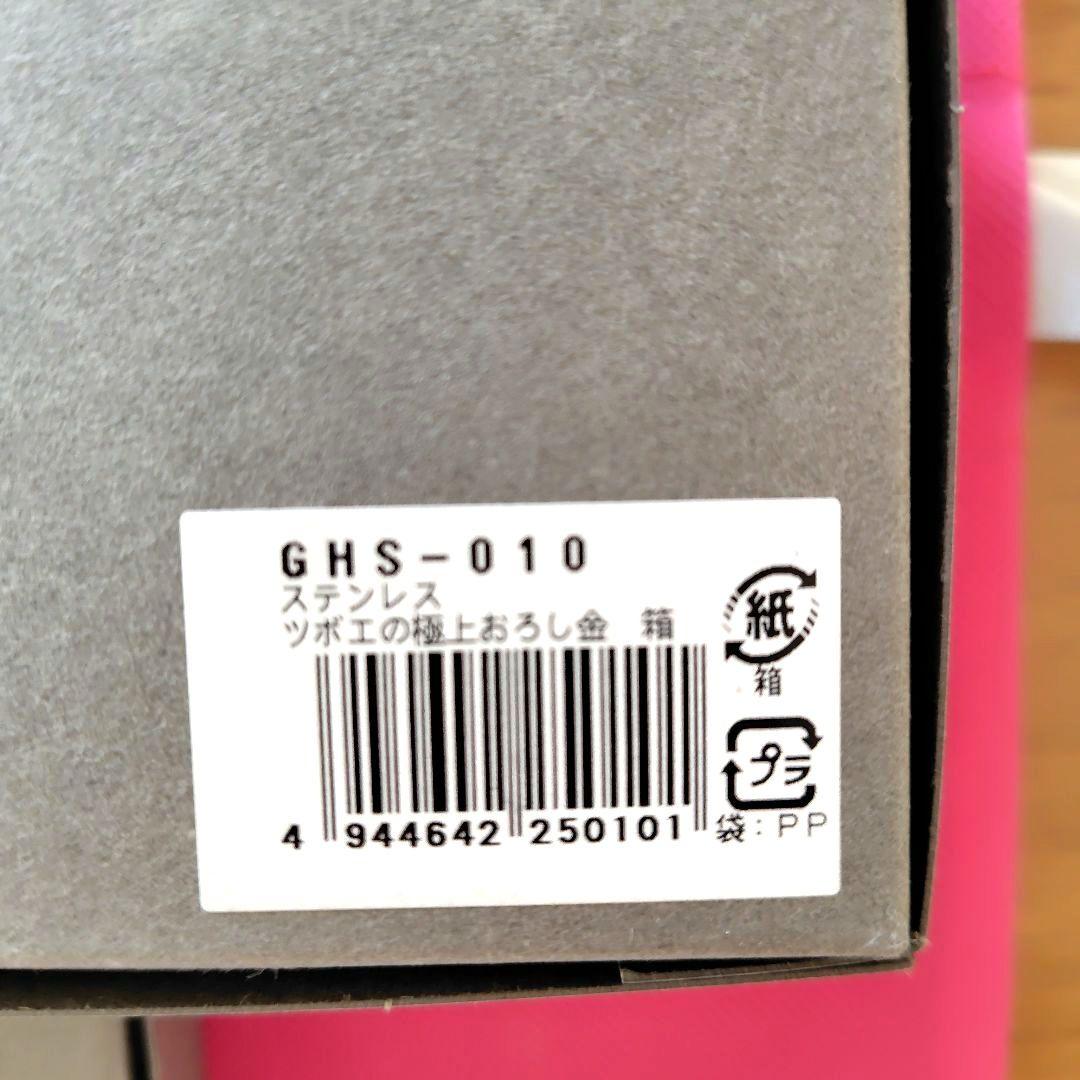 GHS-010
ステンレス
ツボエの極上おろし金　箱
4 944642 250101
紙
箱
プラ
袋:PP